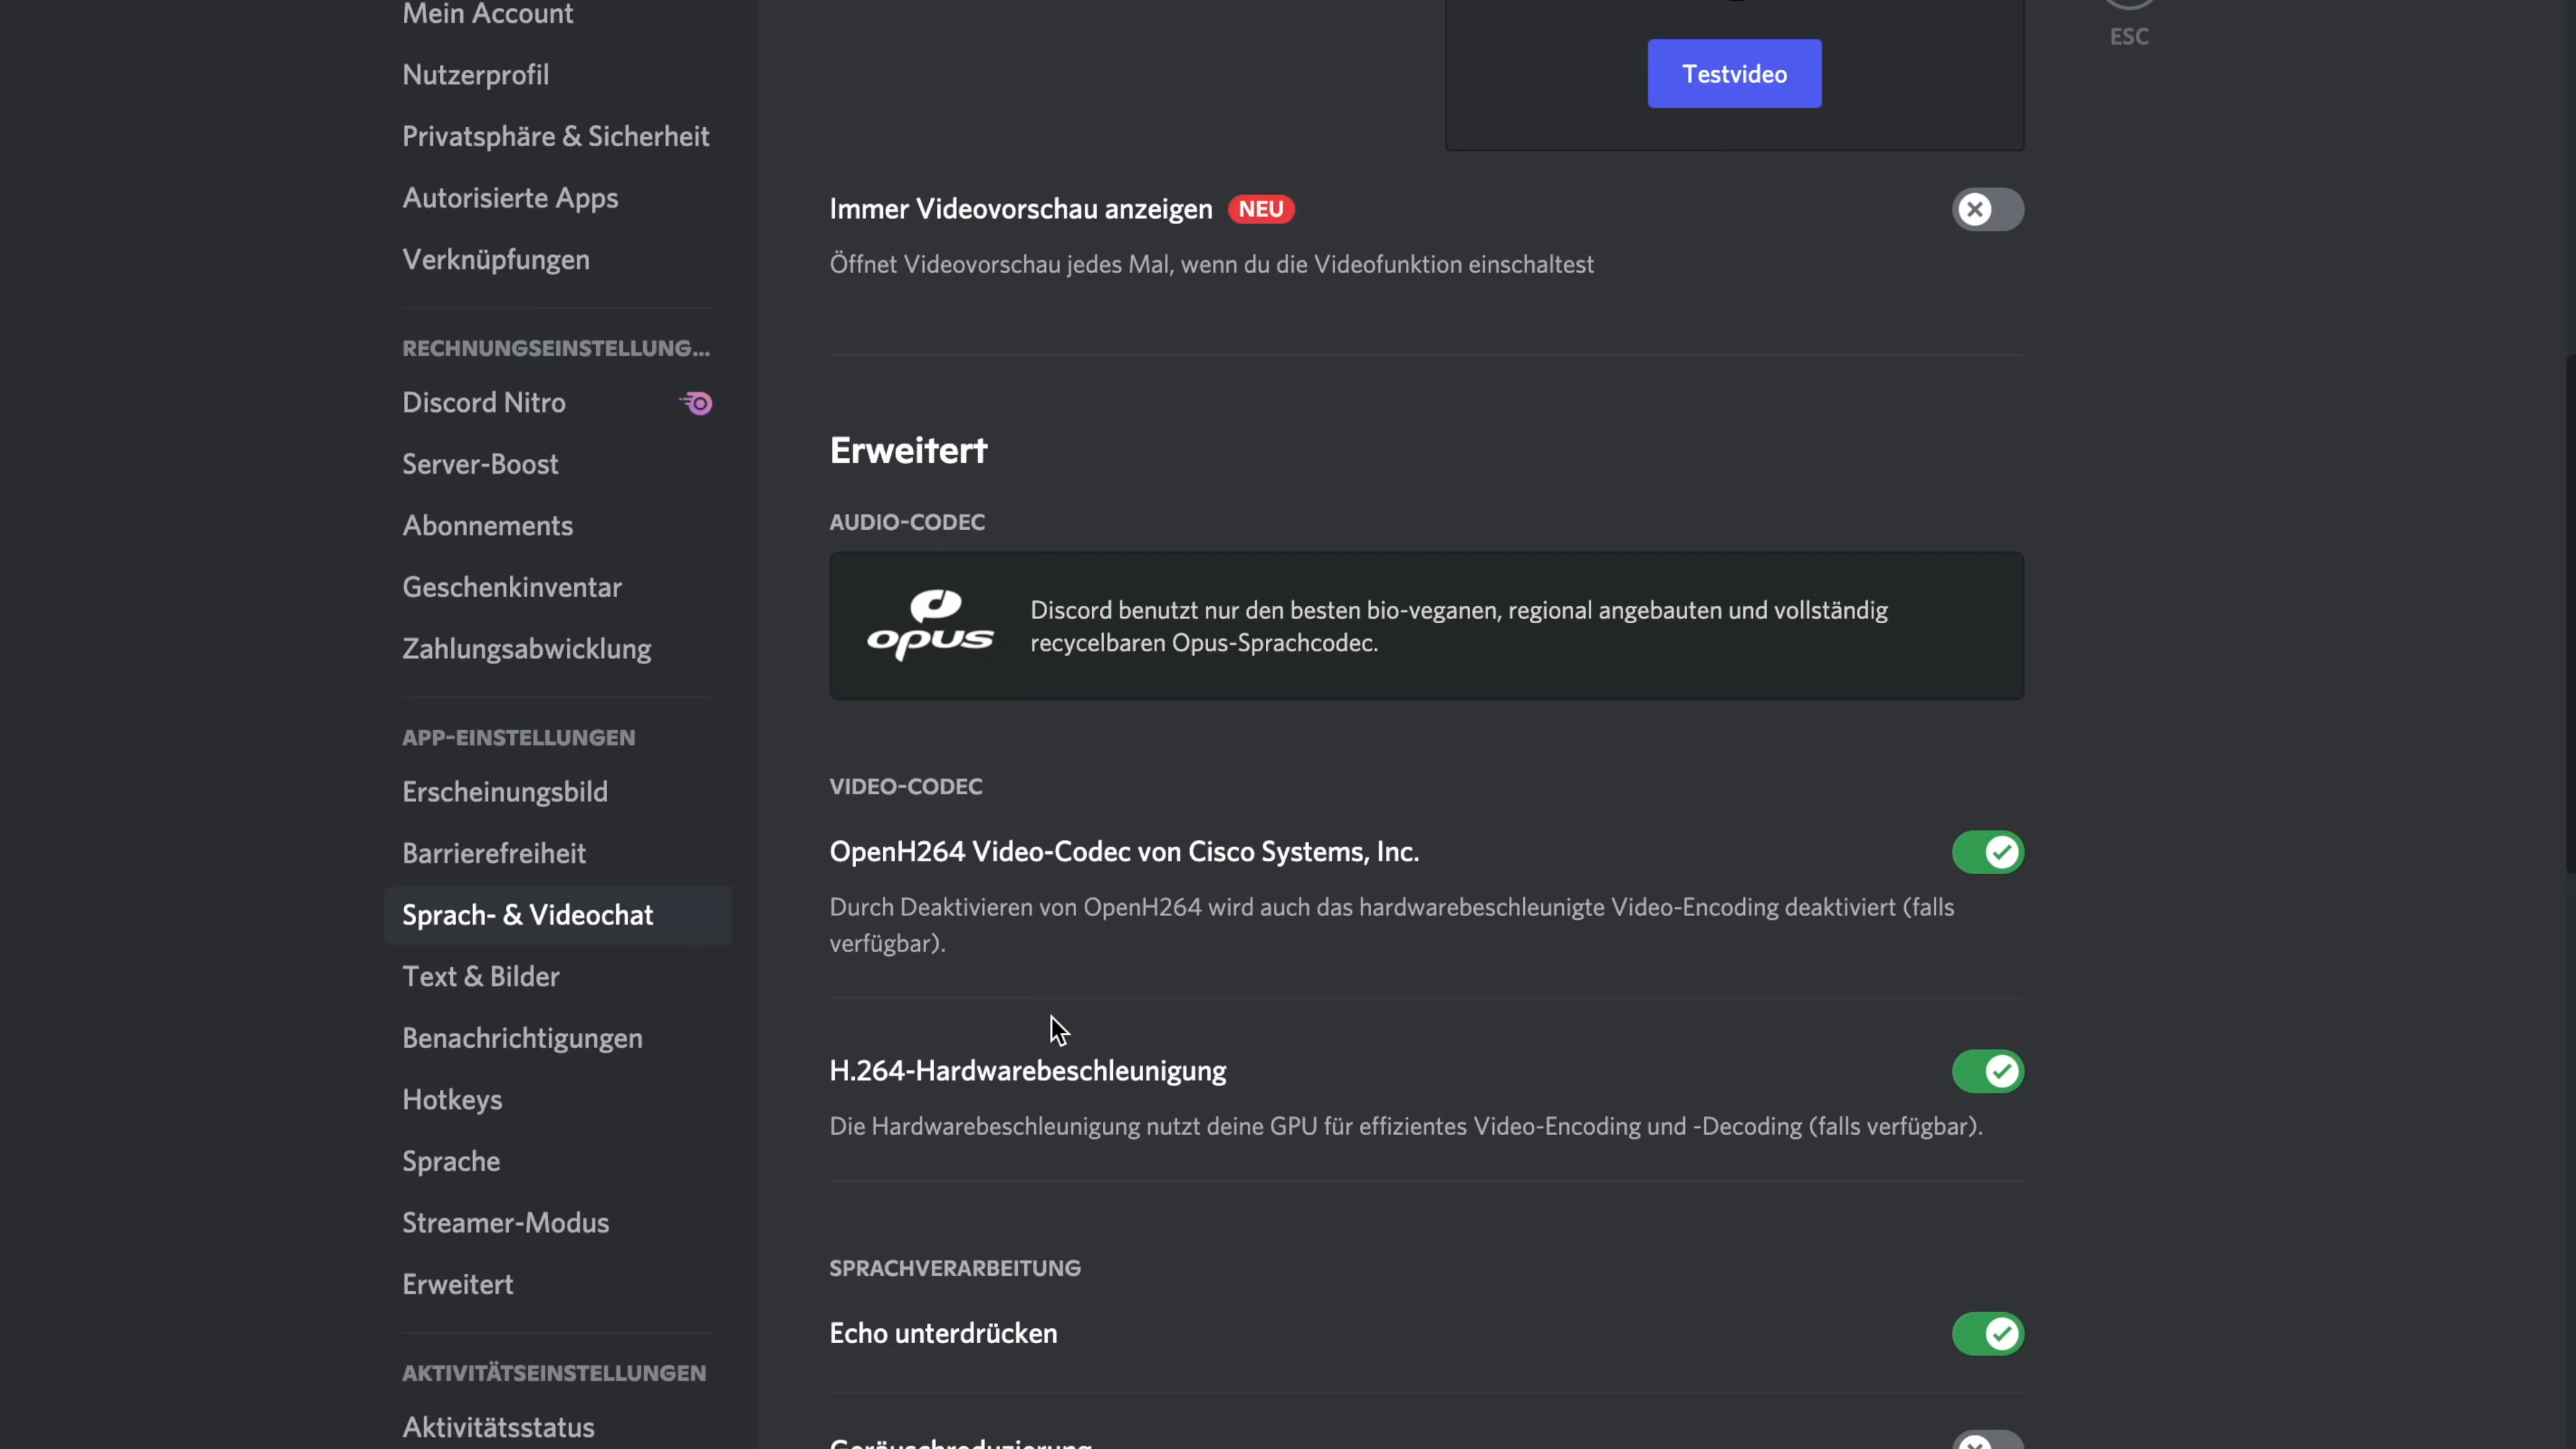 Mein Account
Nutzerprofil
Privatsphäre & Sicherheit
Autorisierte Apps
Verknüpfungen
RECHNUNGSEINSTELLUNG...
Discord Nitro
Server-Boost
Abonnements
Geschenkinventar
Zahlungsabwicklung
APP-EINSTELLUNGEN
Erscheinungsbild
Barrierefreiheit
Sprach- & Videochat
Text & Bilder
Benachrichtigungen
Hotkeys
Sprache
Streamer-Modus
Erweitert
AKTIVITÄTSEINSTELLUNGEN
Aktivitätsstatus
Testvideo
ESC
Immer Videovorschau anzeigen NEU
Öffnet Videovorschau jedes Mal, wenn du die Videofunktion einschaltest
Erweitert
AUDIO-CODEC
opus
Discord benutzt nur den besten bio-veganen, regional angebauten und vollständig
recycelbaren Opus-Sprachcodec.
VIDEO-CODEC
OpenH264 Video-Codec von Cisco Systems, Inc.
Durch Deaktivieren von OpenH264 wird auch das hardwarebeschleunigte Video-Encoding deaktiviert (falls
verfügbar).
H.264-Hardwarebeschleunigung
Die Hardwarebeschleunigung nutzt deine GPU für effizientes Video-Encoding und -Decoding (falls verfügbar).
SPRACHVERARBEITUNG
Echo unterdrücken
Geräuschreduzierung